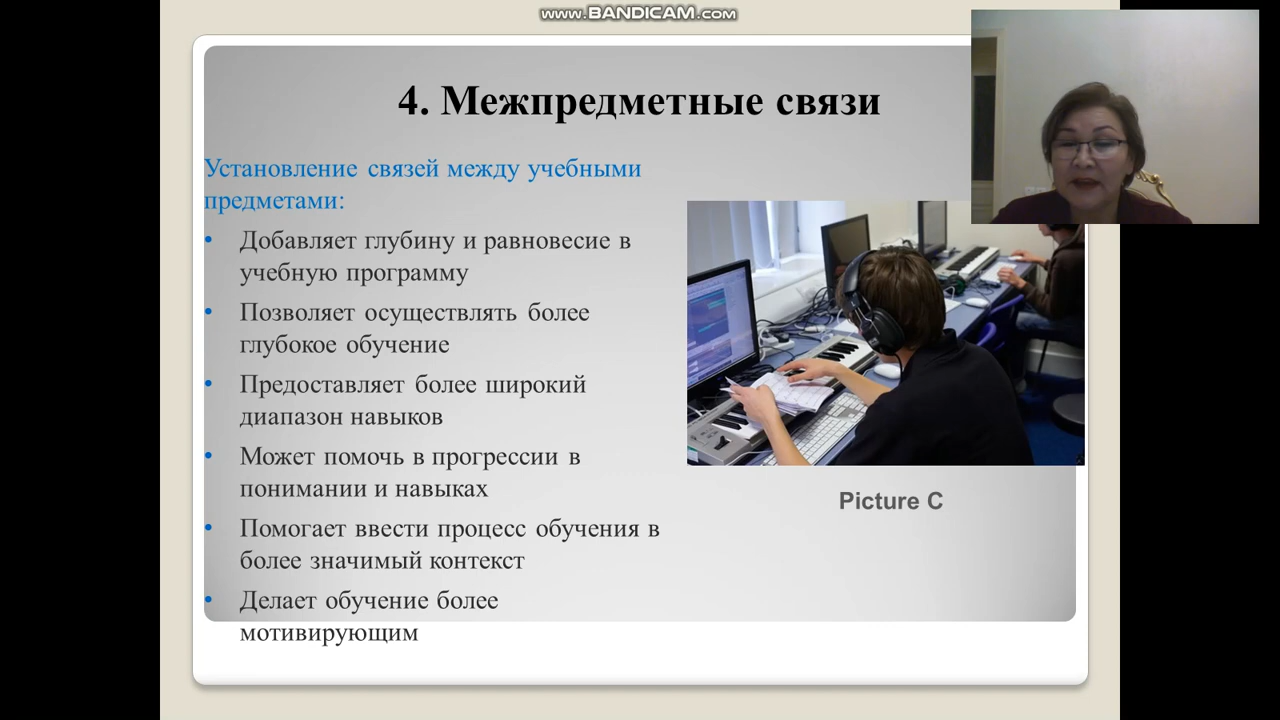 www.BANDICAM.com
4. Межпредметные связи
Установление связей между учебными
предметами:
• Добавляет глубину и равновесие в
учебную программу
• Позволяет осуществлять более
глубокое обучение
• Предоставляет более широкий
диапазон навыков
• Может помочь в прогрессии в
понимании и навыках
• Помогает ввести процесс обучения в
более значимый контекст
• Делает обучение более
мотивирующим
Picture C